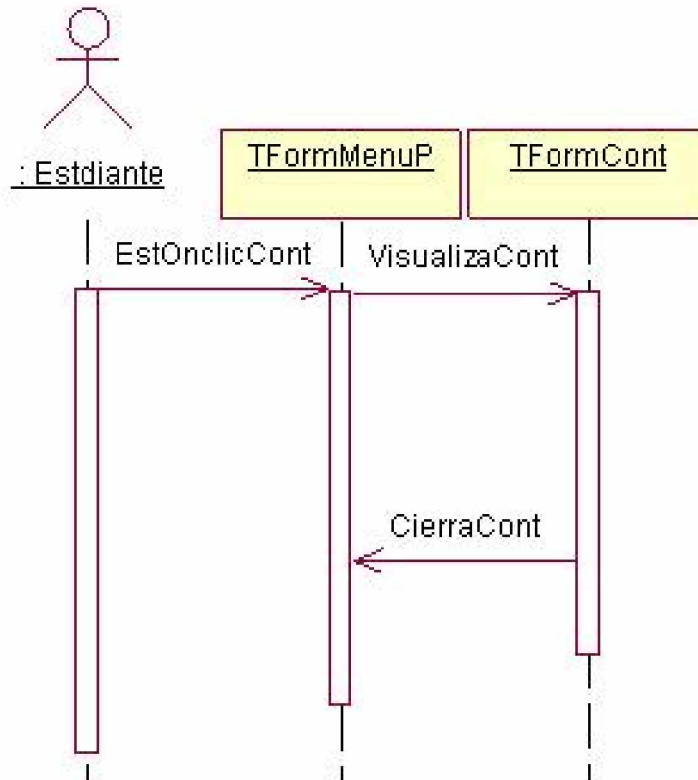 : Estdiante
TFormMenuP
TFormCont
EstOnclicCont
VisualizaCont
CierraCont